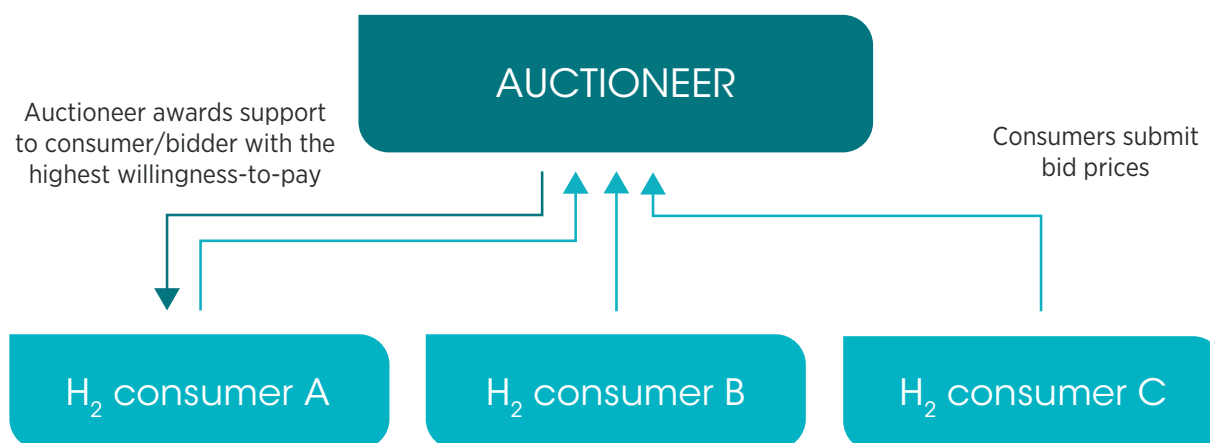 AUCTIONEER
Auctioneer awards support
to consumer/bidder with the
highest willingness-to-pay
Consumers submit
bid prices
H₂ consumer A
H₂ consumer B
H₂ consumer C